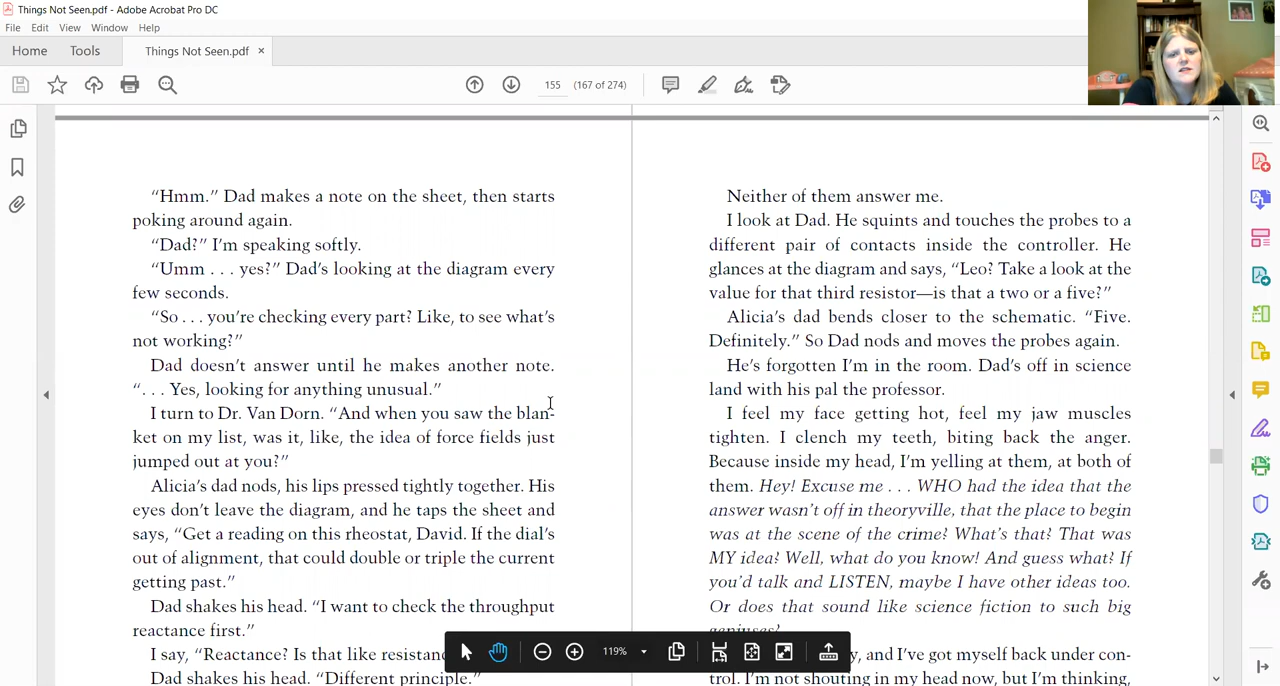 Things Not Seen.pdf - Adobe Acrobat Pro DC
File Edit View Window Help
Home Tools Things Not Seen.pdf ×
155 (167 of 274)
“Hmm.” Dad makes a note on the sheet, then starts
poking around again.
“Dad?” I’m speaking softly.
“Umm . . . yes?” Dad’s looking at the diagram every
few seconds.
“So . . . you’re checking every part? Like, to see what’s
not working?”
Dad doesn’t answer until he makes another note.
“. . . Yes, looking for anything unusual.”
I turn to Dr. Van Dorn. “And when you saw the blan-
ket on my list, was it, like, the idea of force fields just
jumped out at you?”
Alicia’s dad nods, his lips pressed tightly together. His
eyes don’t leave the diagram, and he taps the sheet and
says, “Get a reading on this rheostat, David. If the dial’s
out of alignment, that could double or triple the current
getting past.”
Dad shakes his head. “I want to check the throughput
reactance first.”
I say, “Reactance? Is that like resistan
Dad shakes his head. “Different principle.”
Neither of them answer me.
I look at Dad. He squints and touches the probes to a
different pair of contacts inside the controller. He
glances at the diagram and says, “Leo? Take a look at the
value for that third resistor—is that a two or a five?”
Alicia’s dad bends closer to the schematic. “Five.
Definitely.” So Dad nods and moves the probes again.
He’s forgotten I’m in the room. Dad’s off in science
land with his pal the professor.
I feel my face getting hot, feel my jaw muscles
tighten. I clench my teeth, biting back the anger.
Because inside my head, I’m yelling at them, at both of
them. Hey! Excuse me . . . WHO had the idea that the
answer wasn’t off in theoryville, that the place to begin
was at the scene of the crime? What’s that? That was
MY idea? Well, what do you know! And guess what? If
you’d talk and LISTEN, maybe I have other ideas too.
Or does that sound like science fiction to such big
geniuses?
y, and I’ve got myself back under con-
trol. I’m not shouting in my head now, but I’m thinking,
119%